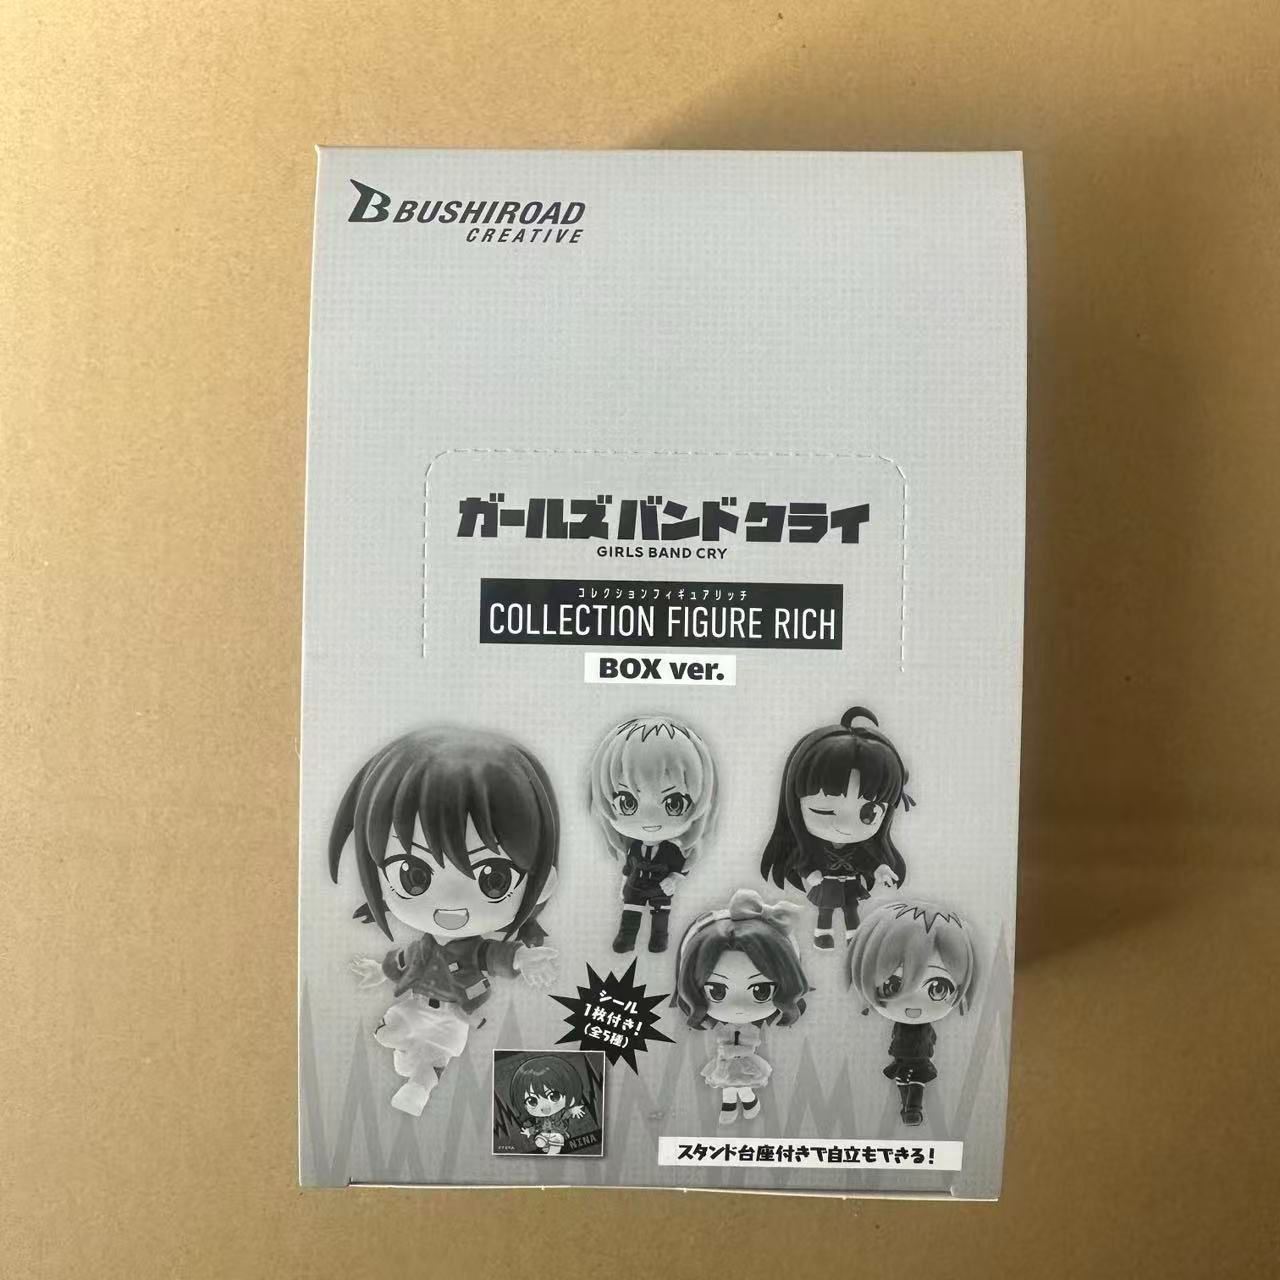 BUSHIROAD
CREATIVE
ガールズバンドクライ
GIRLS BAND CRY
コレクションフィギュアリッチ
COLLECTION FIGURE RICH
BOX ver.
シール
1枚付き!
(全5種)
NINA
スタンド台座付きで自立もできる!